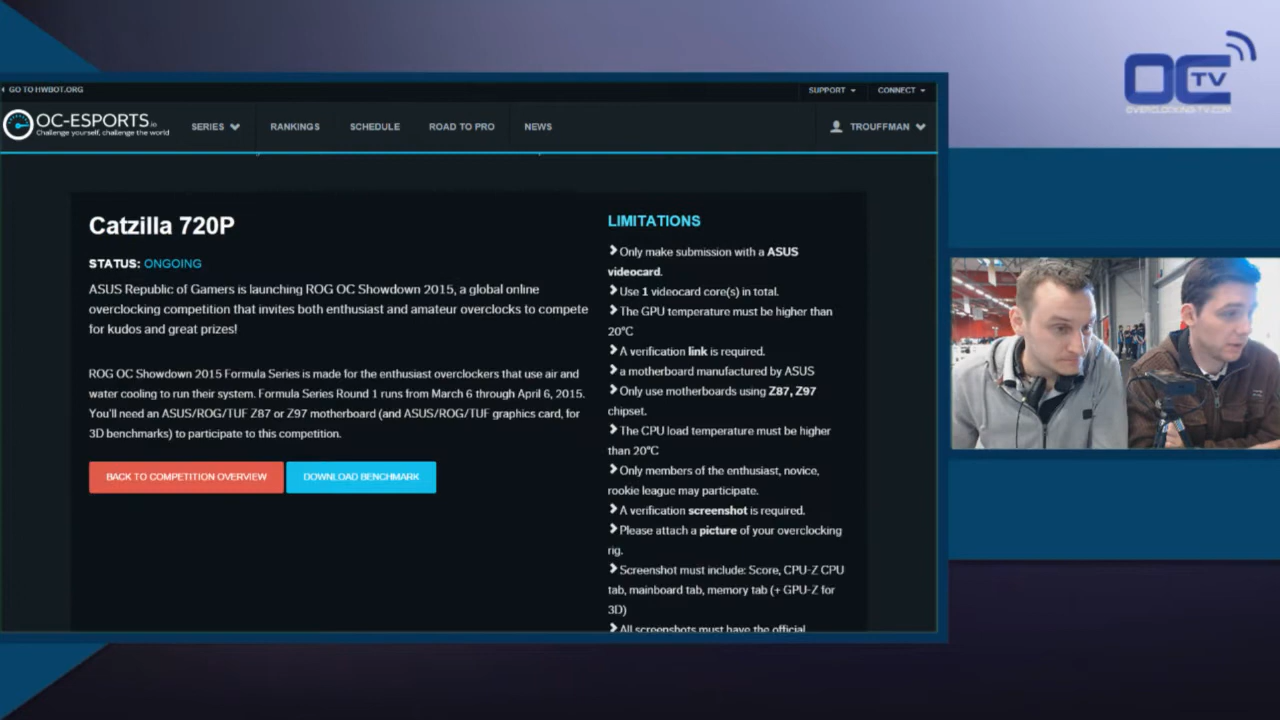 OC TV
OVERCLOCKING-TV.COM
GO TO HWBOT.ORG
SUPPORT
CONNECT
OC-ESPORTS.io
Challenge yourself, challenge the world
SERIES
RANKINGS
SCHEDULE
ROAD TO PRO
NEWS
TROUFFMAN
Catzilla 720P
STATUS: ONGOING
ASUS Republic of Gamers is launching ROG OC Showdown 2015, a global online
overclocking competition that invites both enthusiast and amateur overclocks to compete
for kudos and great prizes!
ROG OC Showdown 2015 Formula Series is made for the enthusiast overclockers that use air and
water cooling to run their system. Formula Series Round 1 runs from March 6 through April 6, 2015.
You'll need an ASUS/ROG/TUF Z87 or Z97 motherboard (and ASUS/ROG/TUF graphics card, for
3D benchmarks) to participate to this competition.
BACK TO COMPETITION OVERVIEW
DOWNLOAD BENCHMARK
LIMITATIONS
Only make submission with a ASUS
videocard.
Use 1 videocard core(s) in total.
The GPU temperature must be higher than
20°C
A verification link is required.
a motherboard manufactured by ASUS
Only use motherboards using Z87, Z97
chipset.
The CPU load temperature must be higher
than 20°C
Only members of the enthusiast, novice,
rookie league may participate.
A verification screenshot is required.
Please attach a picture of your overclocking
rig.
Screenshot must include: Score, CPU-Z CPU
tab, mainboard tab, memory tab (+ GPU-Z for
3D)
All screenshots must have the official